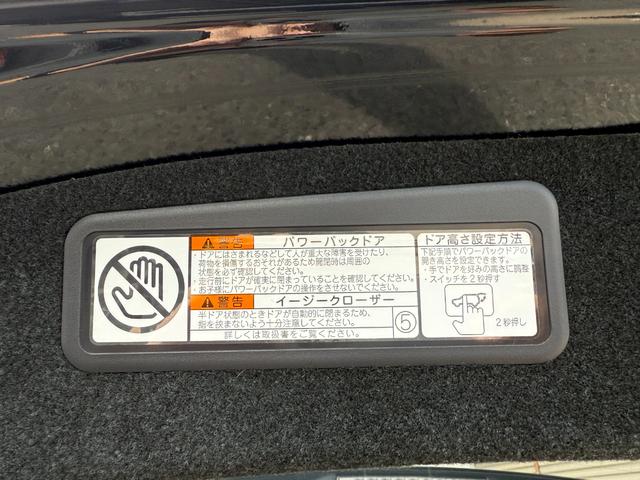 警告 パワーバックドア
・ドアにはさまれるなどして人が重大な障害を受けたり、
荷物を損傷するおそれがあるため開閉時は周囲の
状態を必ず確認してください。
・走行前にドアが確実に閉まっていることを確認してください。
・お子様にパワーバックドアの操作をさせないでください。
警告 イージークローザー
半ドア状態のときドアが自動的に閉まるため、
指を挟まないよう十分注意してください。
⑤
詳しくは取扱書をご覧ください。
ドア高さ設定方法
下記手順でパワーバックドアの
開き高さを設定できます。
・手でドアを好みの高さに調整
・スイッチを2秒押す
2秒押し